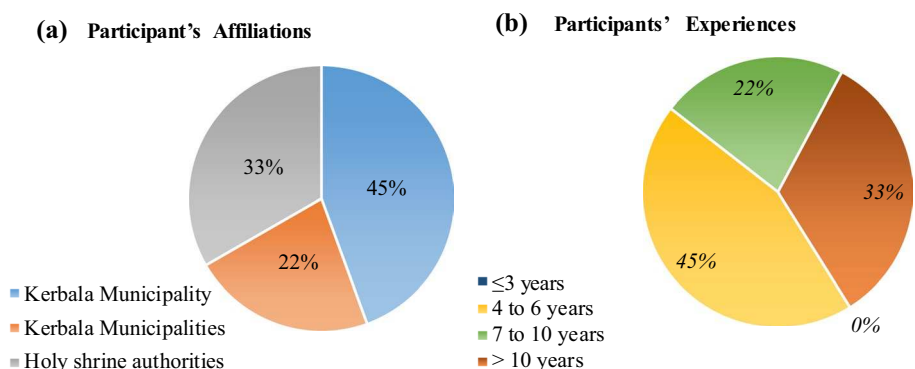 (a) Participant's Affiliations
33%
45%
22%
Kerbala Municipality
Kerbala Municipalities
Holy shrine authorities
(b) Participants' Experiences
22%
33%
45%
0%
≤3 years
4 to 6 years
7 to 10 years
> 10 years